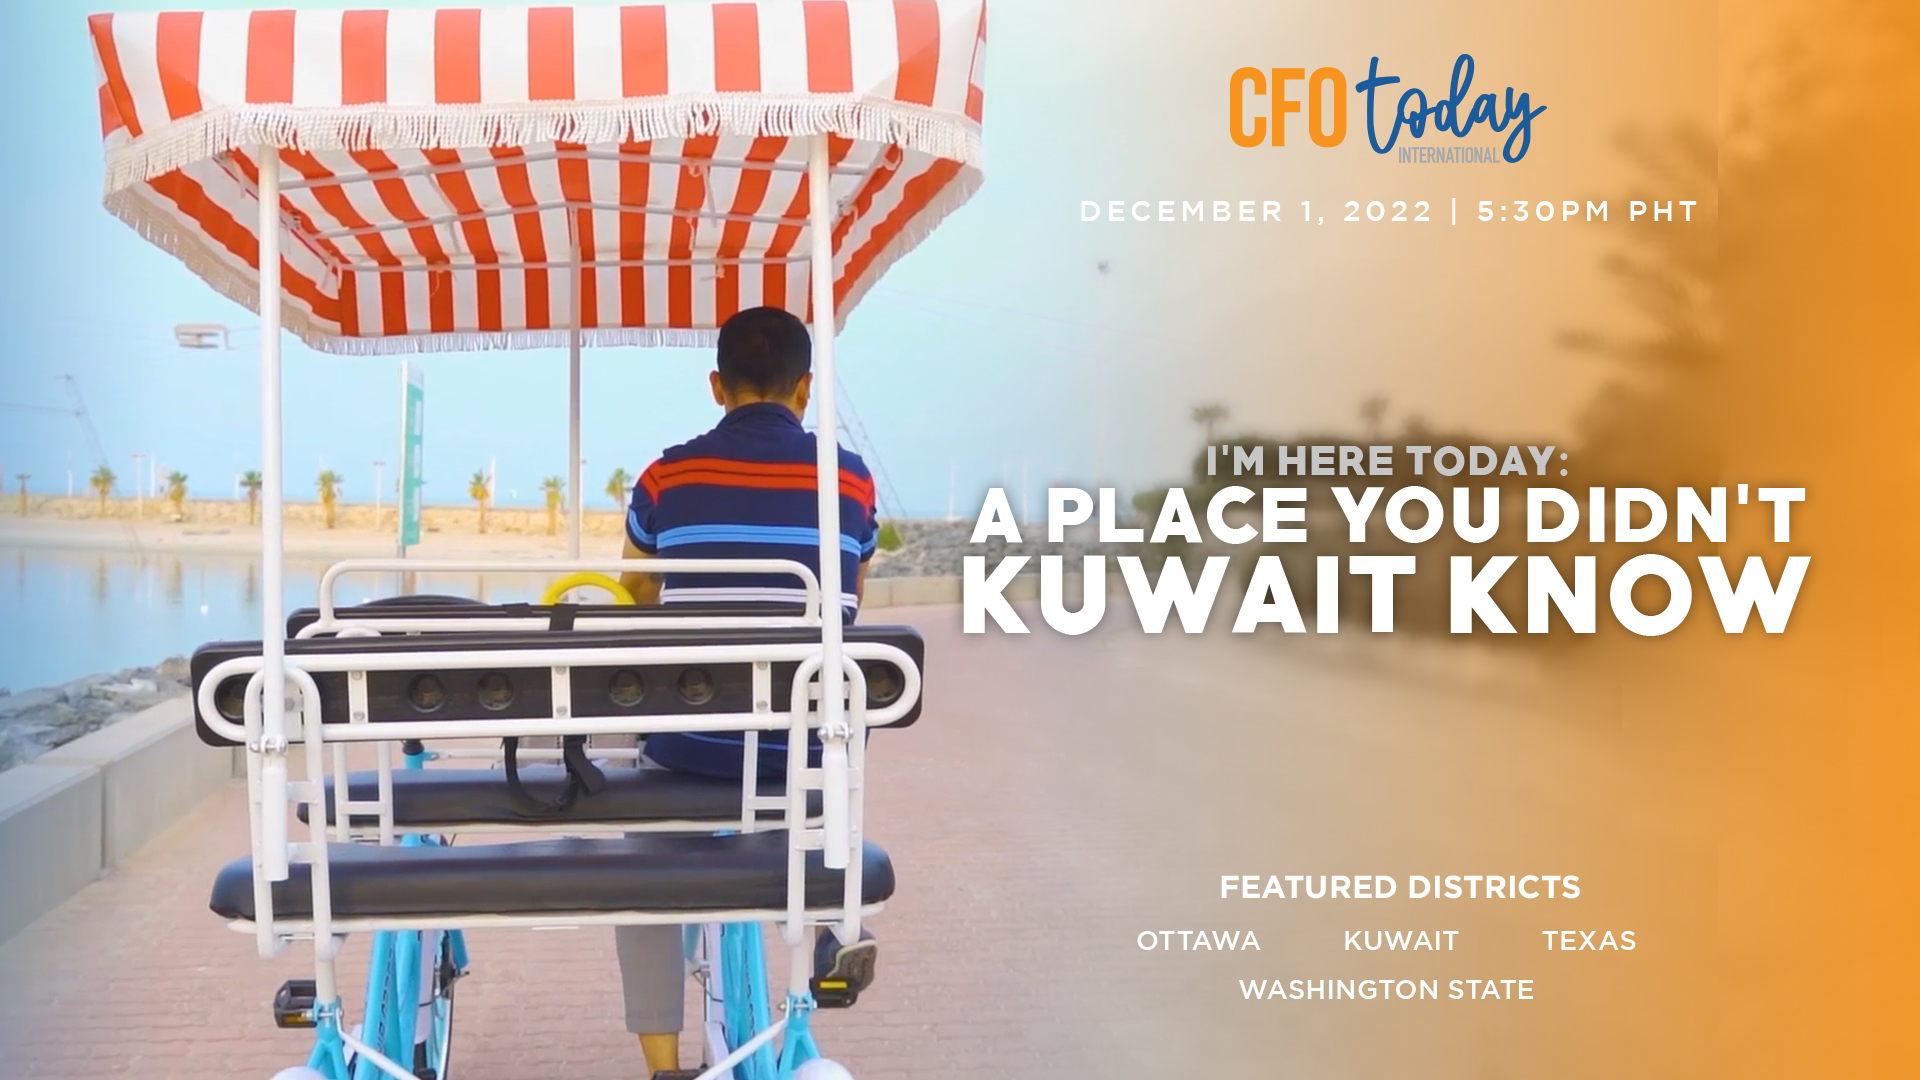 CFO today
INTERNATIONAL
DECEMBER 1, 2022 | 5:30PM PHT
I'M HERE TODAY:
A PLACE YOU DIDN'T
KUWAIT KNOW
FEATURED DISTRICTS
OTTAWA KUWAIT TEXAS
WASHINGTON STATE